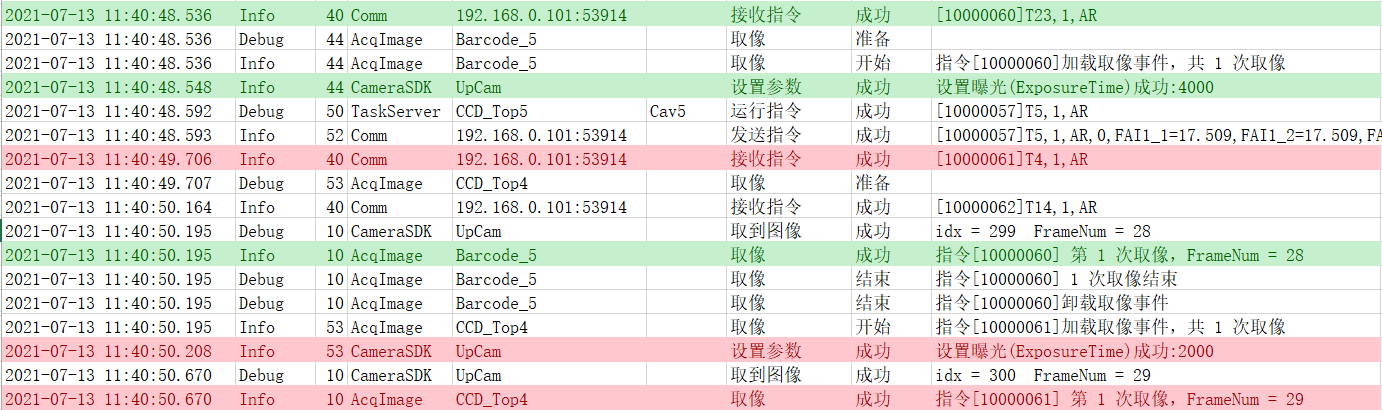 2021-07-13 11:40:48.536 Info 40 Comm 192.168.0.101:53914 接收指令 成功 [10000060]T23,1,AR
2021-07-13 11:40:48.536 Debug 44 AcqImage Barcode_5 取像 准备
2021-07-13 11:40:48.536 Info 44 AcqImage Barcode_5 取像 开始 指令[10000060]加载取像事件，共 1 次取像
2021-07-13 11:40:48.548 Info 44 CameraSDK UpCam 设置参数 成功 设置曝光(ExposureTime)成功:4000
2021-07-13 11:40:48.592 Debug 50 TaskServer CCD_Top5 Cav5 运行指令 成功 [10000057]T5,1,AR
2021-07-13 11:40:48.593 Info 52 Comm 192.168.0.101:53914 发送指令 成功 [10000057]T5,1,AR,0,FAI1_1=17.509,FAI1_2=17.509,FA
2021-07-13 11:40:49.706 Info 40 Comm 192.168.0.101:53914 接收指令 成功 [10000061]T4,1,AR
2021-07-13 11:40:49.707 Debug 53 AcqImage CCD_Top4 取像 准备
2021-07-13 11:40:50.164 Info 40 Comm 192.168.0.101:53914 接收指令 成功 [10000062]T14,1,AR
2021-07-13 11:40:50.195 Debug 10 CameraSDK UpCam 取到图像 成功 idx = 299 FrameNum = 28
2021-07-13 11:40:50.195 Info 10 AcqImage Barcode_5 取像 成功 指令[10000060] 第 1 次取像，FrameNum = 28
2021-07-13 11:40:50.195 Debug 10 AcqImage Barcode_5 取像 结束 指令[10000060] 1 次取像结束
2021-07-13 11:40:50.195 Debug 10 AcqImage Barcode_5 取像 结束 指令[10000060]卸载取像事件
2021-07-13 11:40:50.195 Info 53 AcqImage CCD_Top4 取像 开始 指令[10000061]加载取像事件，共 1 次取像
2021-07-13 11:40:50.208 Info 53 CameraSDK UpCam 设置参数 成功 设置曝光(ExposureTime)成功:2000
2021-07-13 11:40:50.670 Debug 10 CameraSDK UpCam 取到图像 成功 idx = 300 FrameNum = 29
2021-07-13 11:40:50.670 Info 10 AcqImage CCD_Top4 取像 成功 指令[10000061] 第 1 次取像，FrameNum = 29